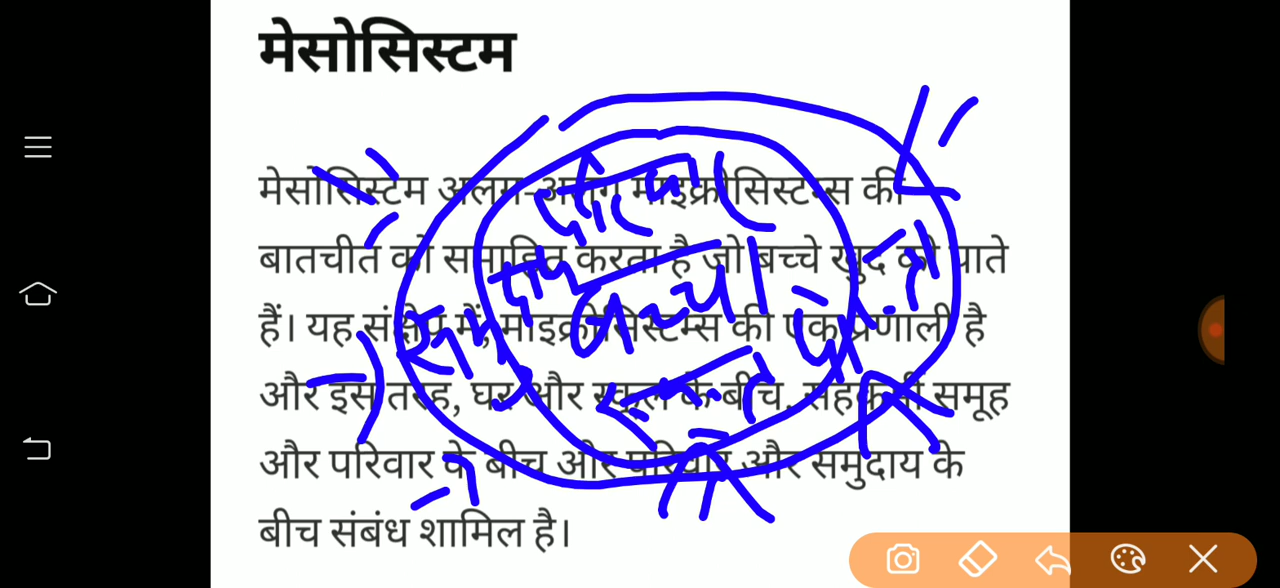 मेसोसिस्टम
मेसोसिस्टम अलग-अलग माइक्रोसिस्टम्स की
बातचीत को समाहित करता है जो बच्चे खुद को पाते
हैं। यह संक्षेप में, माइक्रोसिस्टम्स की एक प्रणाली है
और इस तरह, घर और स्कूल के बीच, सहकर्मी समूह
और परिवार के बीच और परिवार और समुदाय के
बीच संबंध शामिल है।